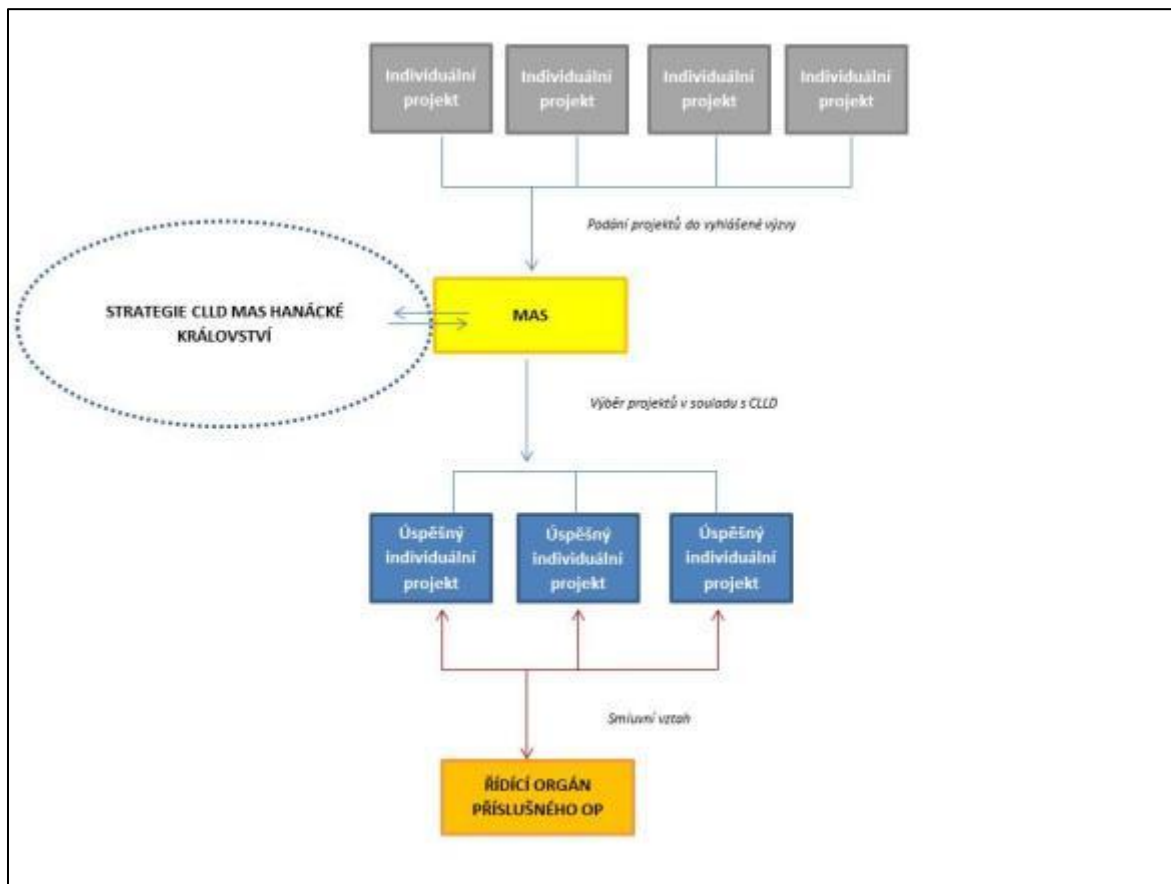 Individuální
projekt
Individuální
projekt
Individuální
projekt
Individuální
projekt
Podání projektů do vyhlášené výzvy
STRATEGIE CLLD MAS HANÁCKÉ
KRÁLOVSTVÍ
MAS
Výběr projektů v souladu s CLLD
Úspěšný
individuální
projekt
Úspěšný
individuální
projekt
Úspěšný
individuální
projekt
Smluvní vztah
ŘÍDÍCÍ ORGÁN
PŘÍSLUŠNÉHO OP